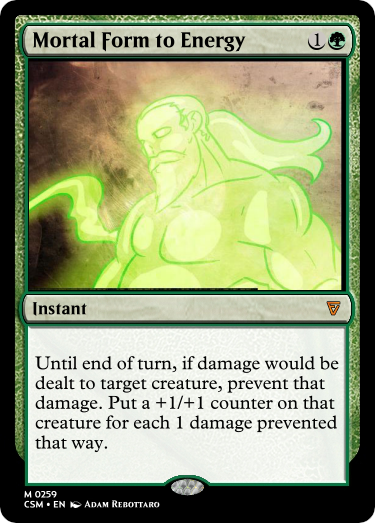 Mortal Form to Energy 1
Instant
Until end of turn, if damage would be
dealt to target creature, prevent that
damage. Put a +1/+1 counter on that
creature for each 1 damage prevented
that way.
M 0259
CSM • EN Adam Rebottaro